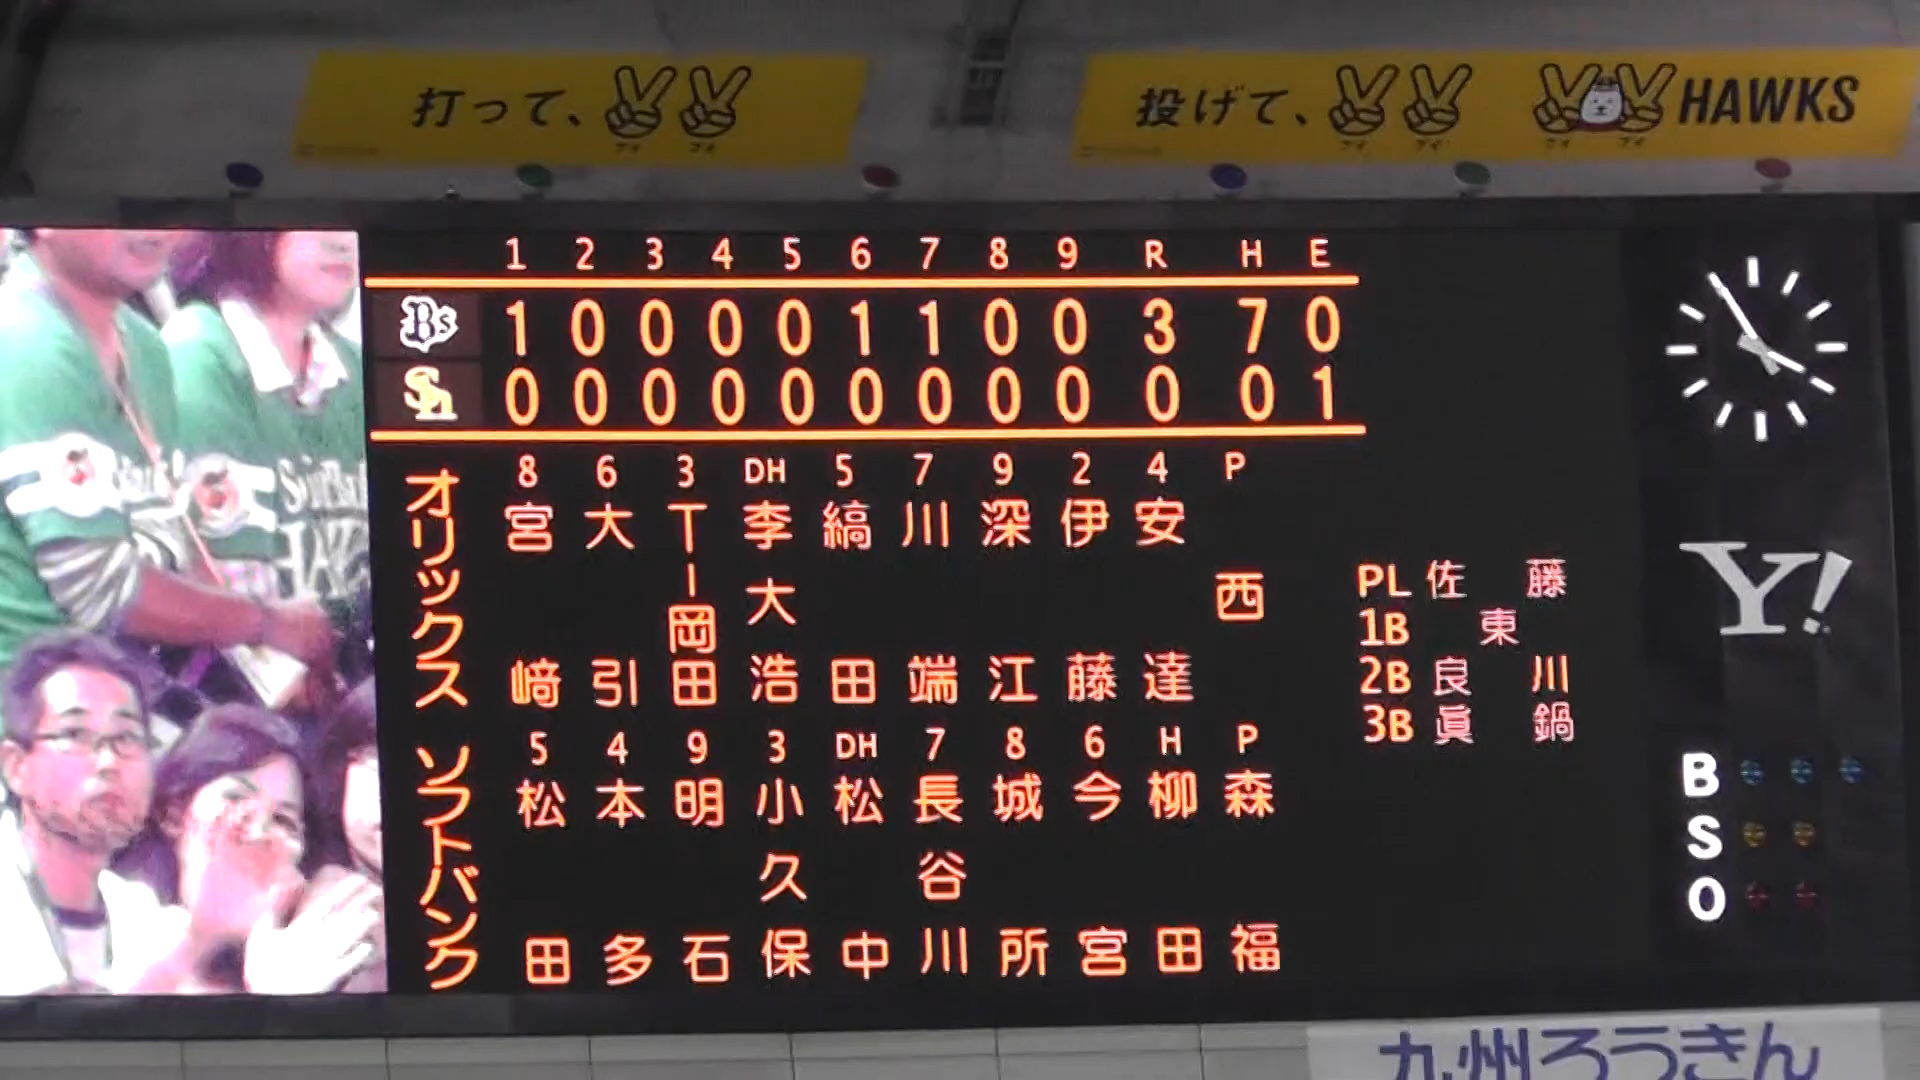 打って、VV
投げて、VV VV HAWKS
1 2 3 4 5 6 7 8 9 R H E
Bs 1 0 0 0 0 1 1 0 0 3 7 0
Sh 0 0 0 0 0 0 0 0 0 0 0 1
オリックス
8 6 3 DH 5 7 9 2 4 P
宮﨑 大引 T-岡田 李大浩 縞田 川端 深江 伊藤 安達 西
ソフトバンク
5 4 9 3 DH 7 8 6 H P
松田 本多 明石 小久保 松中 長谷川 城所 今宮 柳田 森福
PL 佐藤
1B 東
2B 良川
3B 眞鍋
Y!
B
S
O
九州ろうきん